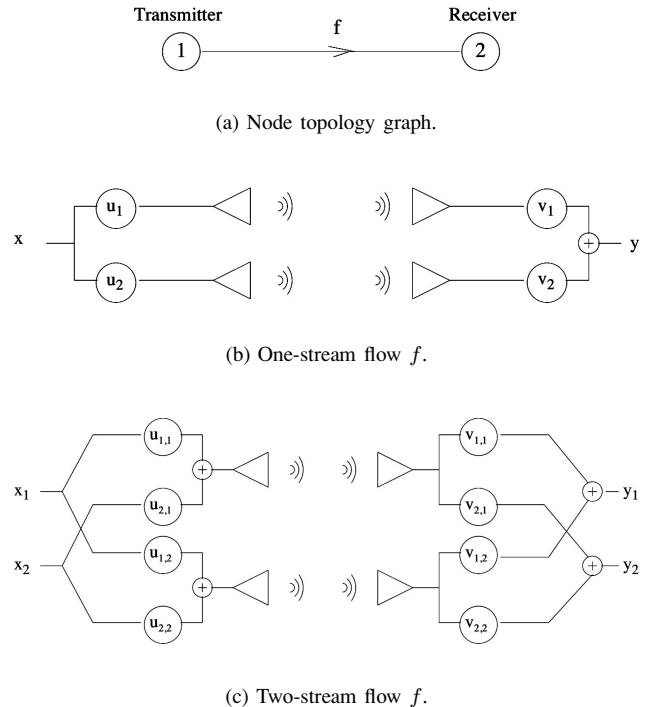 Transmitter Receiver
1 f 2
(a) Node topology graph.
x u1 v1 + y
u2 v2
(b) One-stream flow f.
u1,1 v1,1
x1 + u2,1 v2,1 + y1
x2 u1,2 v1,2 + y2
+
u2,2 v2,2
(c) Two-stream flow f.